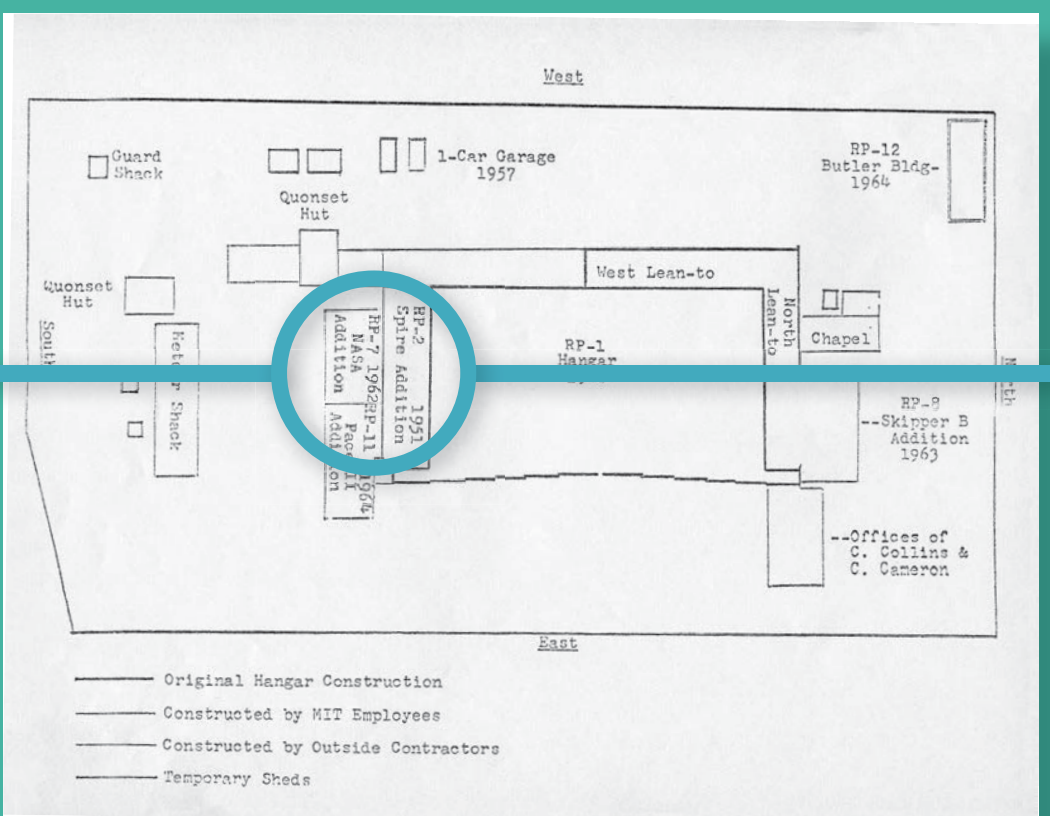 West
Guard
Shack
1-Car Garage
1957
RP-12
Butler Bldg-
1964
Quonset
Hut
West Lean-to
Quonset
Hut
North
Lean-to
South
Shack
RP-7 1962
NASA
Addition
RP-2 1951
Spire Addition
RP-11 1964
Addition
RP-1
Hangar
Chapel
North
RP-8
--Skipper B
Addition
1963
--Offices of
C. Collins &
C. Cameron
East
Original Hangar Construction
Constructed by MIT Employees
Constructed by Outside Contractors
Temporary Sheds